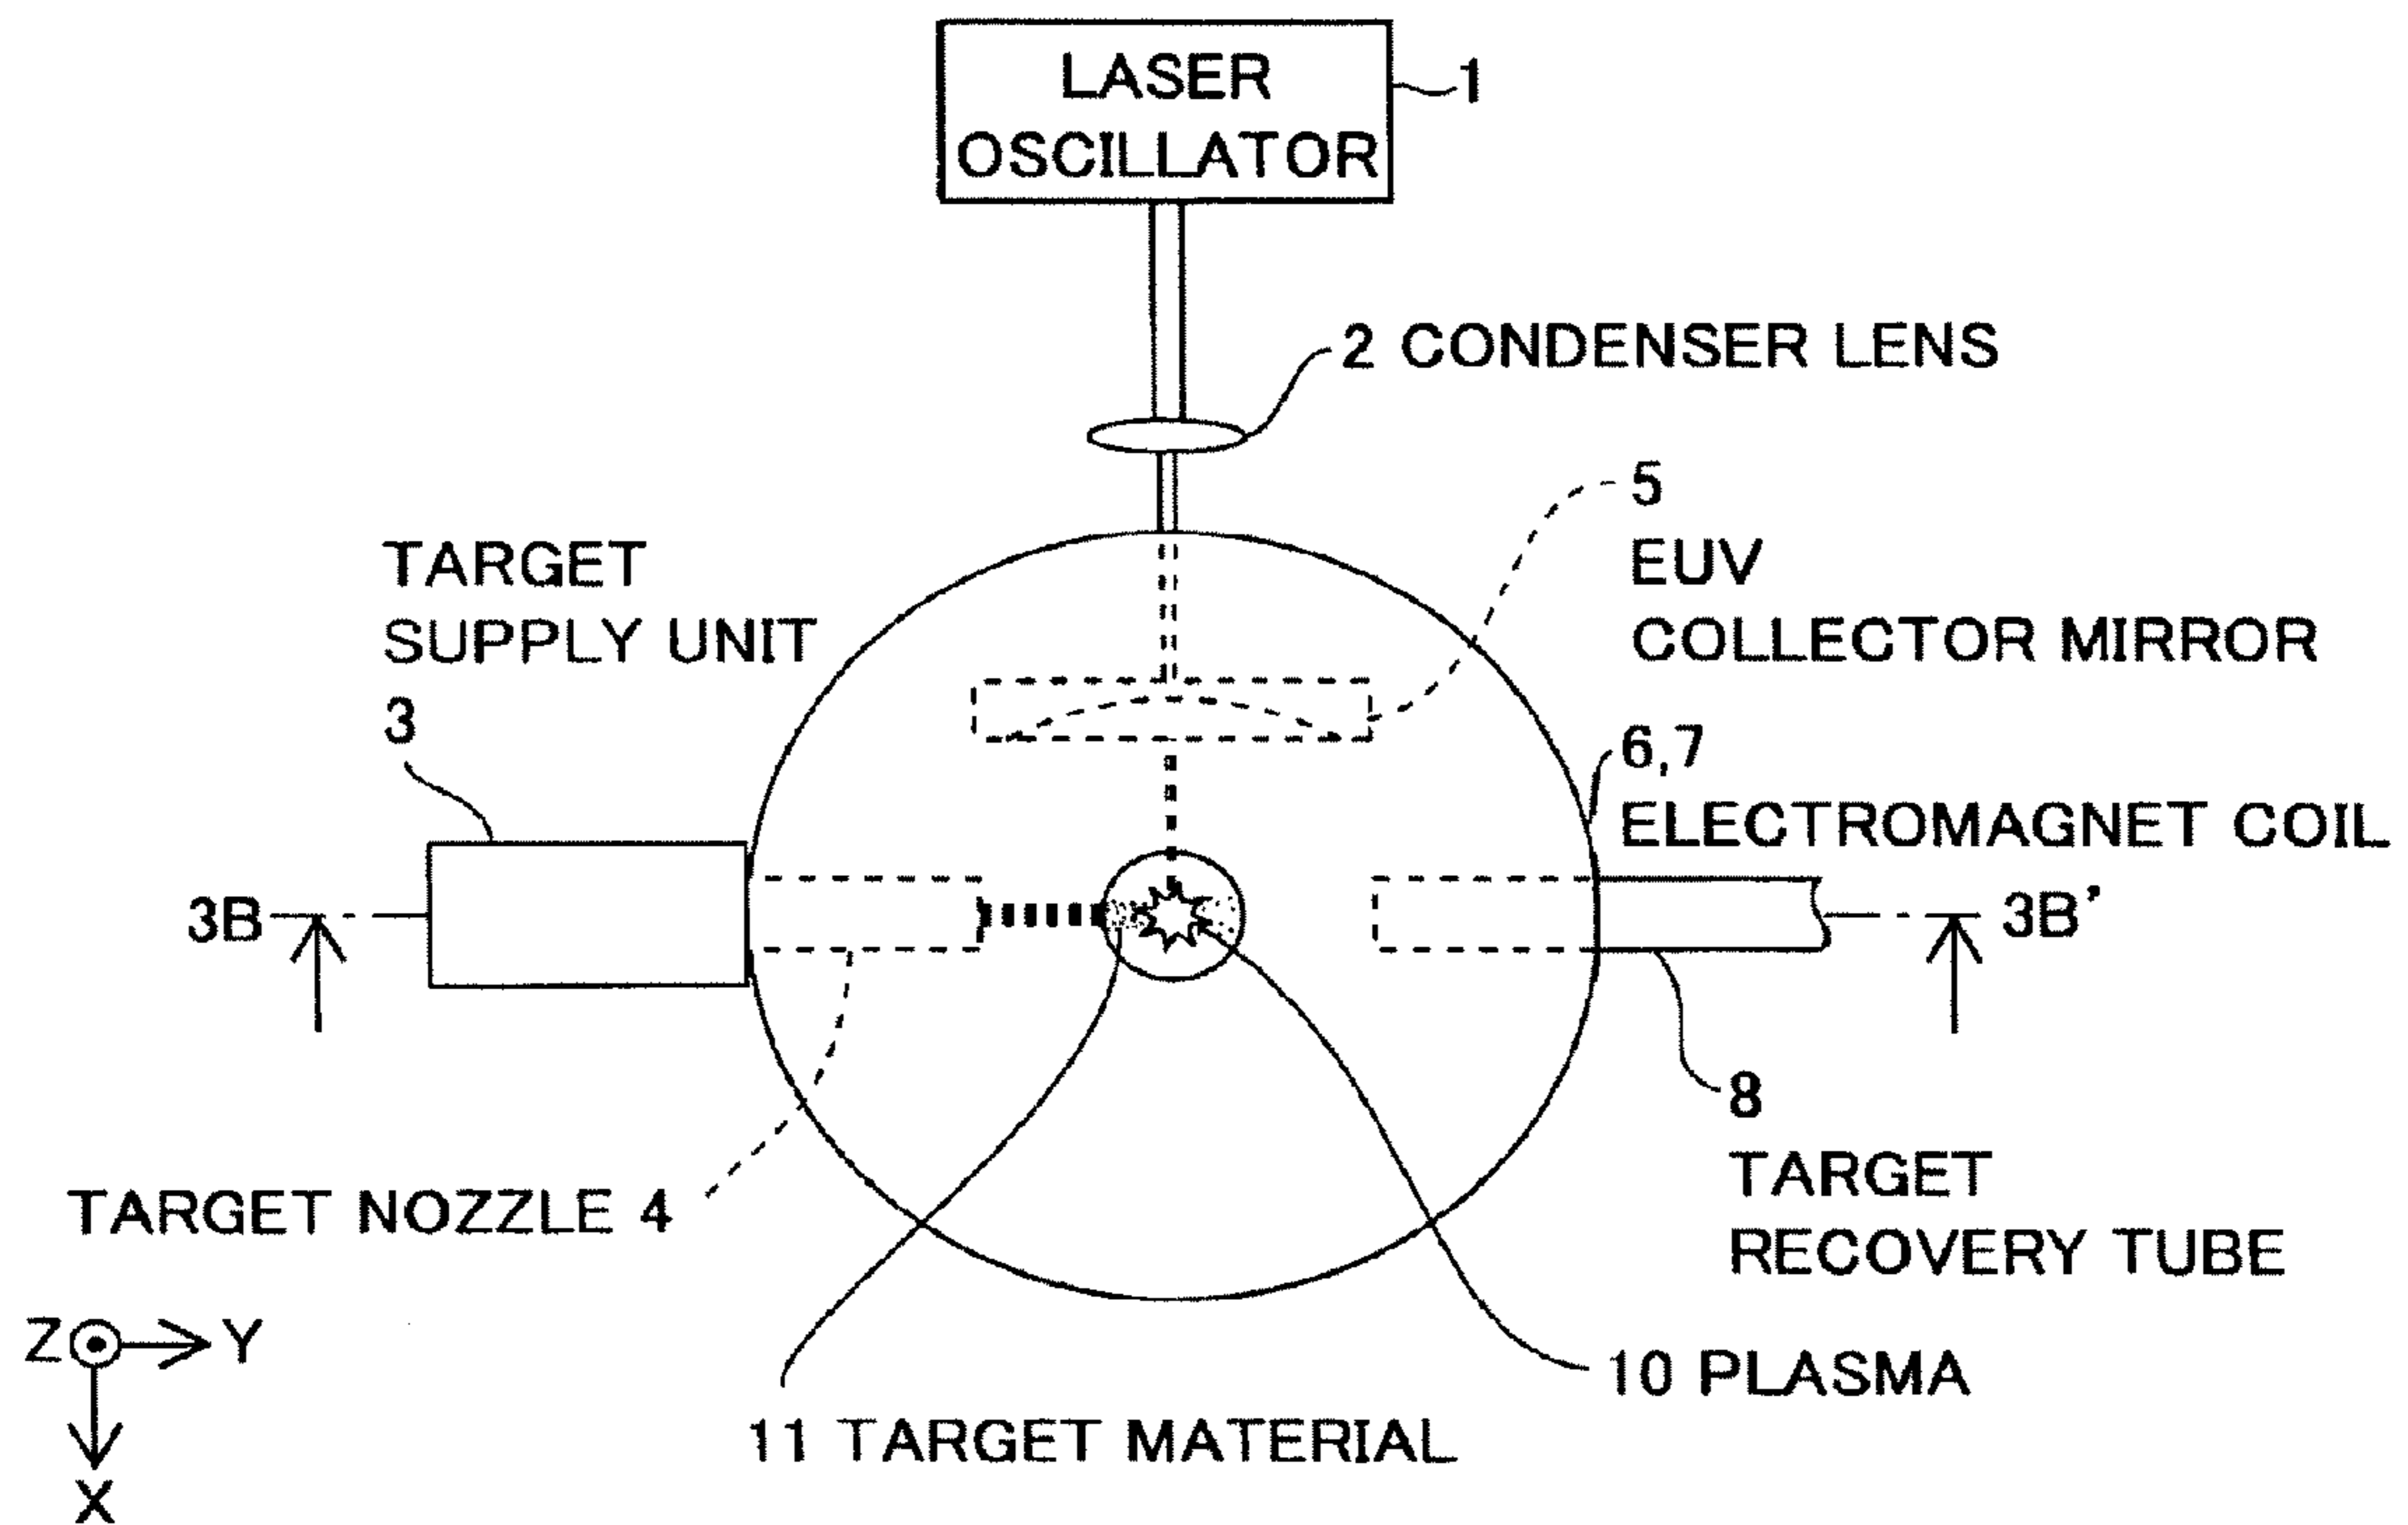 LASER
OSCILLATOR
1
2 CONDENSER LENS
5
EUV
COLLECTOR MIRROR
TARGET
SUPPLY UNIT
3
6,7
ELECTROMAGNET COIL
3B
3B'
8
TARGET
RECOVERY TUBE
TARGET NOZZLE 4
Z
Y
X
10 PLASMA
11 TARGET MATERIAL